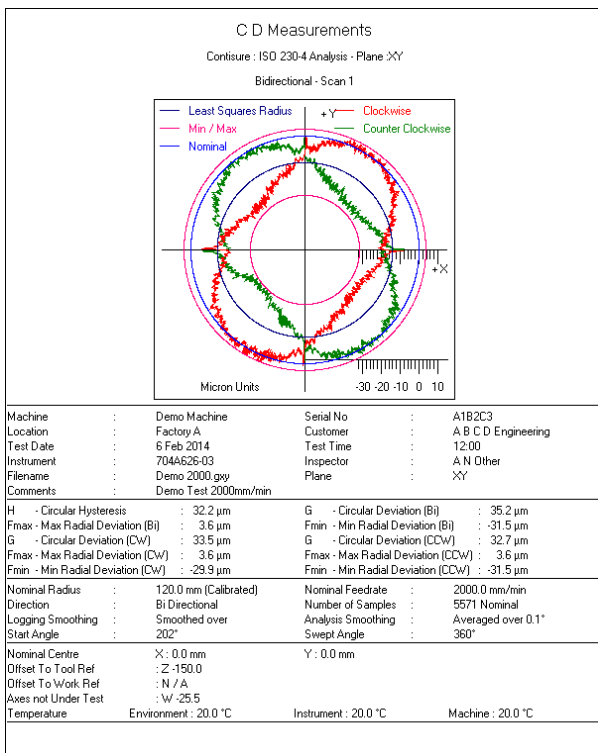 C D Measurements
Contisure : ISO 230-4 Analysis - Plane :XY
Bidirectional - Scan 1
Least Squares Radius + Y Clockwise
Min / Max Counter Clockwise
Nominal
+ X
Micron Units -30 -20 -10 0 10
Machine : Demo Machine Serial No : A1B2C3
Location : Factory A Customer : A B C D Engineering
Test Date : 6 Feb 2014 Test Time : 12:00
Instrument : 704A626-03 Inspector : A N Other
Filename : Demo 2000.gxy Plane : XY
Comments : Demo Test 2000mm/min
H - Circular Hysteresis : 32.2 µm G - Circular Deviation (Bi) : 35.2 µm
Fmax - Max Radial Deviation (Bi) : 3.6 µm Fmin - Min Radial Deviation (Bi) : -31.5 µm
G - Circular Deviation (CW) : 33.5 µm G - Circular Deviation (CCW) : 32.7 µm
Fmax - Max Radial Deviation (CW) : 3.6 µm Fmax - Max Radial Deviation (CCW) : 3.6 µm
Fmin - Min Radial Deviation (CW) : -29.9 µm Fmin - Min Radial Deviation (CCW) : -31.5 µm
Nominal Radius : 120.0 mm (Calibrated) Nominal Feedrate : 2000.0 mm/min
Direction : Bi Directional Number of Samples : 5571 Nominal
Logging Smoothing : Smoothed over Analysis Smoothing : Averaged over 0.1°
Start Angle : 202° Swept Angle : 360°
Nominal Centre X : 0.0 mm Y : 0.0 mm
Offset To Tool Ref : Z -150.0
Offset To Work Ref : N / A
Axes not Under Test : W -25.5
Temperature Environment : 20.0 °C Instrument : 20.0 °C Machine : 20.0 °C